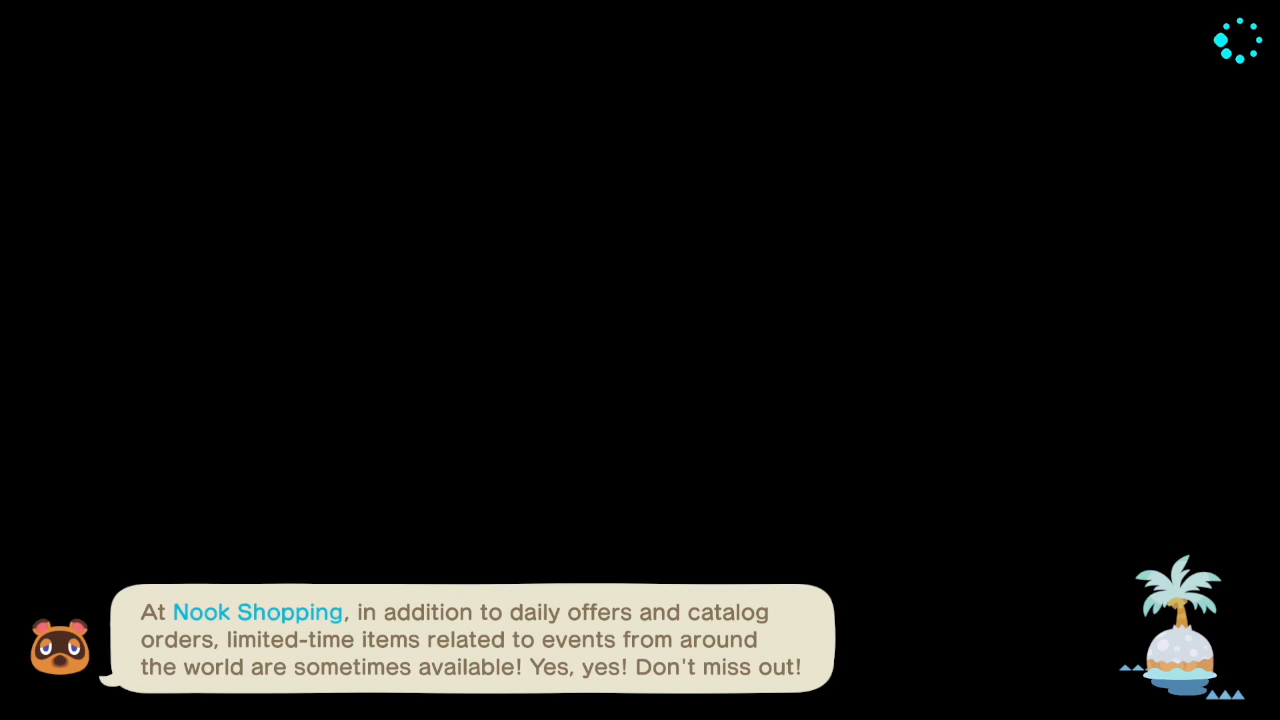 At Nook Shopping, in addition to daily offers and catalog
orders, limited-time items related to events from around
the world are sometimes available! Yes, yes! Don't miss out!